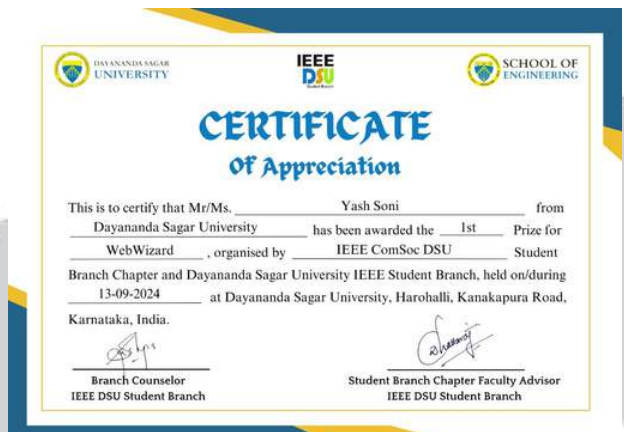 DAYANANDA SAGAR
UNIVERSITY
IEEE
DSU
Student Branch
SCHOOL OF
ENGINEERING
CERTIFICATE
Of Appreciation
This is to certify that Mr/Ms. Yash Soni from
Dayananda Sagar University has been awarded the 1st Prize for
WebWizard , organised by IEEE ComSoc DSU Student
Branch Chapter and Dayananda Sagar University IEEE Student Branch, held on/during
13-09-2024 at Dayananda Sagar University, Harohalli, Kanakapura Road,
Karnataka, India.
Branch Counselor
IEEE DSU Student Branch
Student Branch Chapter Faculty Advisor
IEEE DSU Student Branch